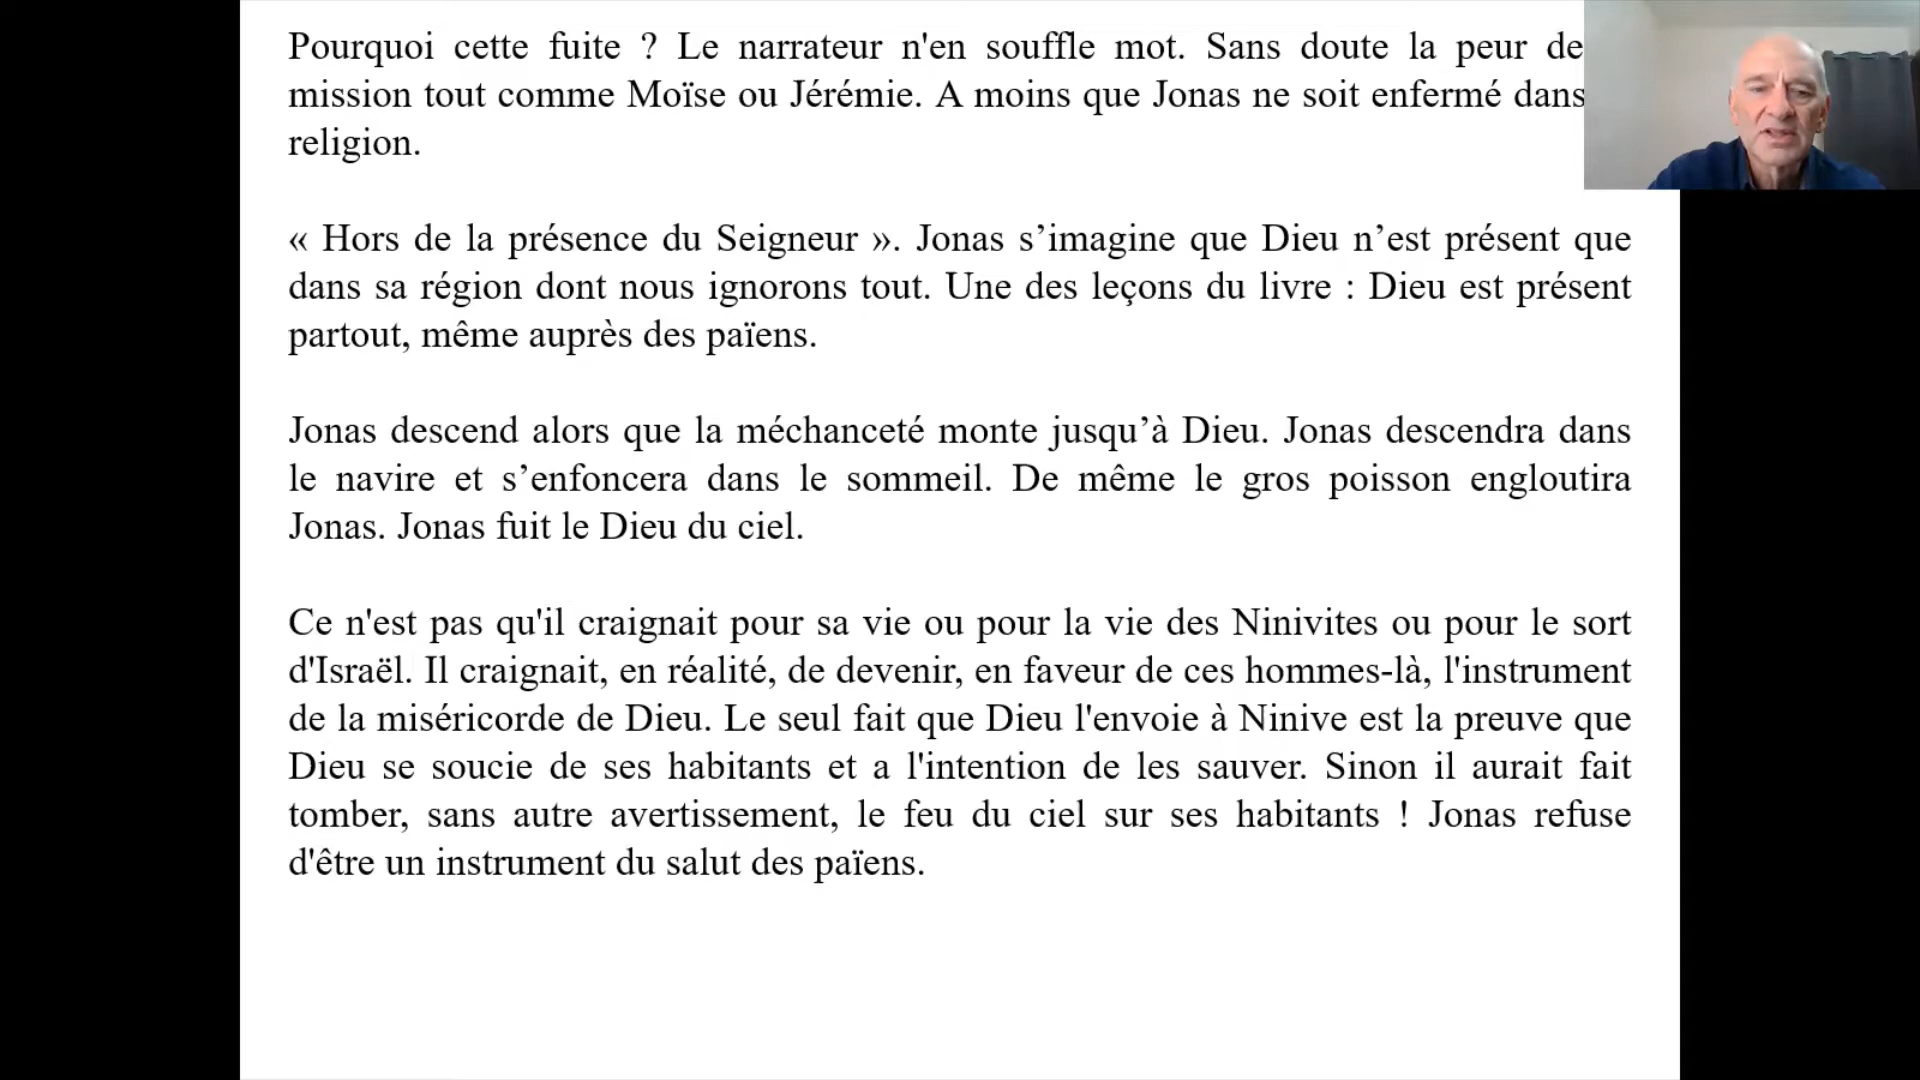 Pourquoi cette fuite ? Le narrateur n'en souffle mot. Sans doute la peur de
mission tout comme Moïse ou Jérémie. A moins que Jonas ne soit enfermé dans
religion.
« Hors de la présence du Seigneur ». Jonas s’imagine que Dieu n’est présent que
dans sa région dont nous ignorons tout. Une des leçons du livre : Dieu est présent
partout, même auprès des païens.
Jonas descend alors que la méchanceté monte jusqu’à Dieu. Jonas descendra dans
le navire et s’enfoncera dans le sommeil. De même le gros poisson engloutira
Jonas. Jonas fuit le Dieu du ciel.
Ce n'est pas qu'il craignait pour sa vie ou pour la vie des Ninivites ou pour le sort
d'Israël. Il craignait, en réalité, de devenir, en faveur de ces hommes-là, l'instrument
de la miséricorde de Dieu. Le seul fait que Dieu l'envoie à Ninive est la preuve que
Dieu se soucie de ses habitants et a l'intention de les sauver. Sinon il aurait fait
tomber, sans autre avertissement, le feu du ciel sur ses habitants ! Jonas refuse
d'être un instrument du salut des païens.